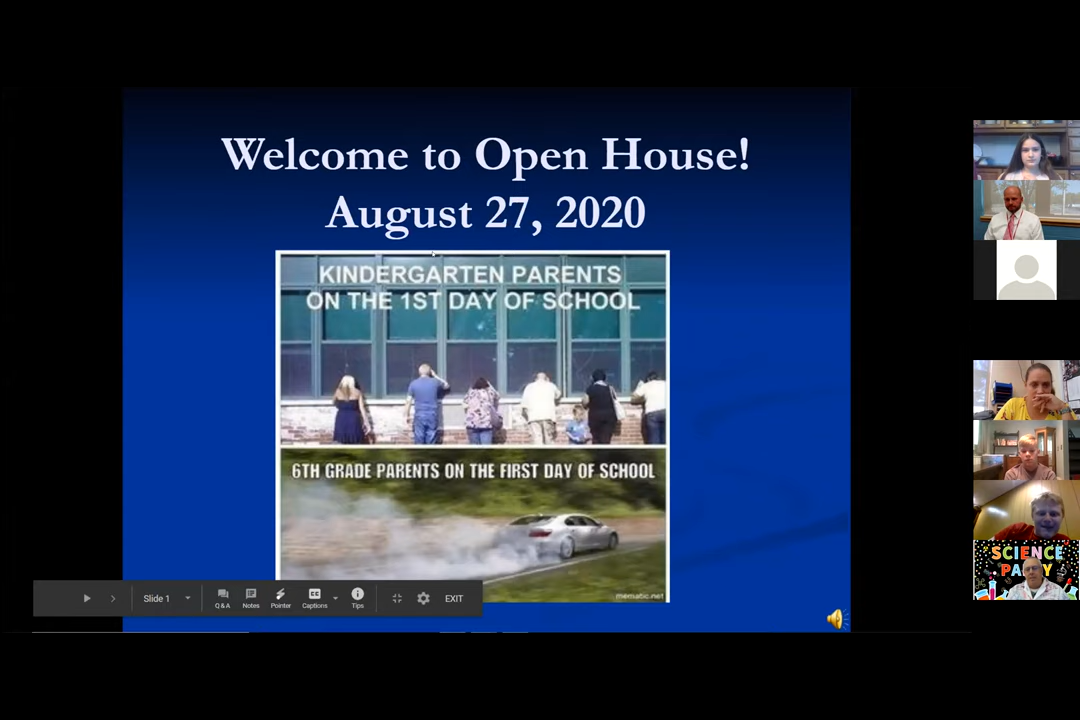 Welcome to Open House!
August 27, 2020
KINDERGARTEN PARENTS
ON THE 1ST DAY OF SCHOOL
6TH GRADE PARENTS ON THE FIRST DAY OF SCHOOL
mematic.net
Slide 1
Q & A
Notes
Pointer
Captions
Tips
EXIT
SCIENCE